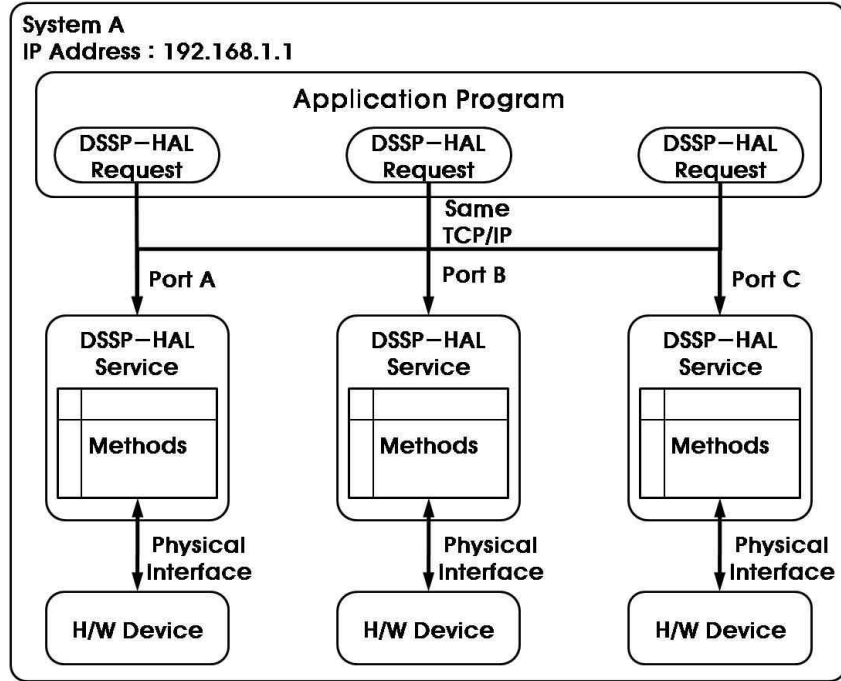 System A
IP Address : 192.168.1.1
Application Program
DSSP-HAL
Request
DSSP-HAL
Request
DSSP-HAL
Request
Same
TCP/IP
Port A
Port B
Port C
DSSP-HAL
Service
Methods
DSSP-HAL
Service
Methods
DSSP-HAL
Service
Methods
Physical
Interface
Physical
Interface
Physical
Interface
H/W Device
H/W Device
H/W Device